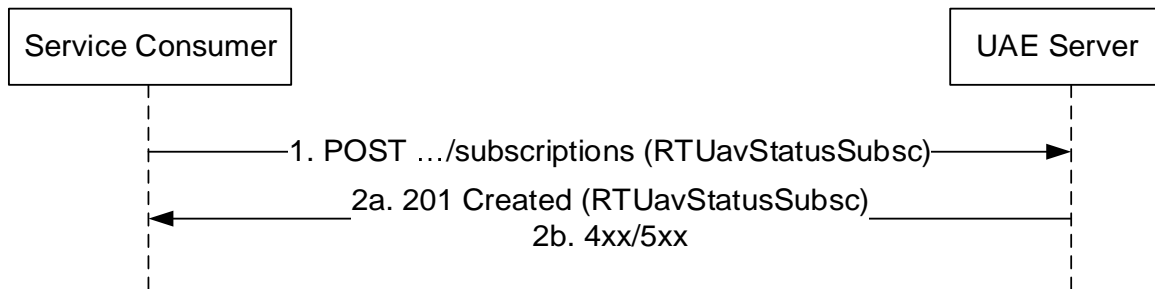 Service Consumer
UAE Server
1. POST …/subscriptions (RTUavStatusSubsc)
2a. 201 Created (RTUavStatusSubsc)
2b. 4xx/5xx